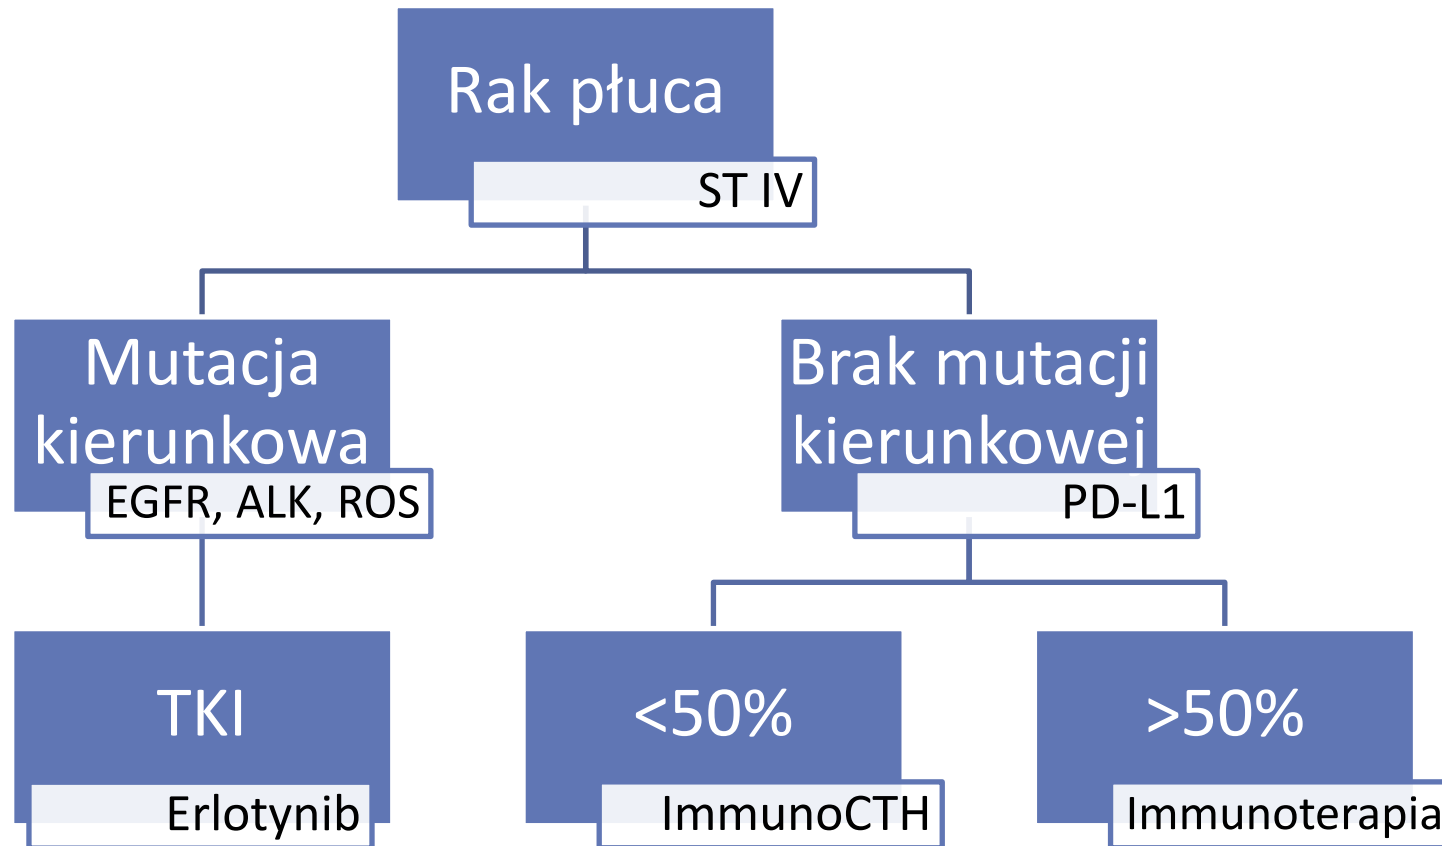 Rak płuca
ST IV
Mutacja
kierunkowa
EGFR, ALK, ROS
Brak mutacji
kierunkowej
PD-L1
TKI
Erlotynib
<50%
ImmunoCTH
>50%
Immunoterapia